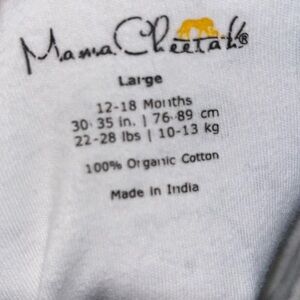 Mama Cheetah®
Large
12-18 Months
30-35 in. | 76-89 cm
22-28 lbs | 10-13 kg
100% Organic Cotton
Made in India